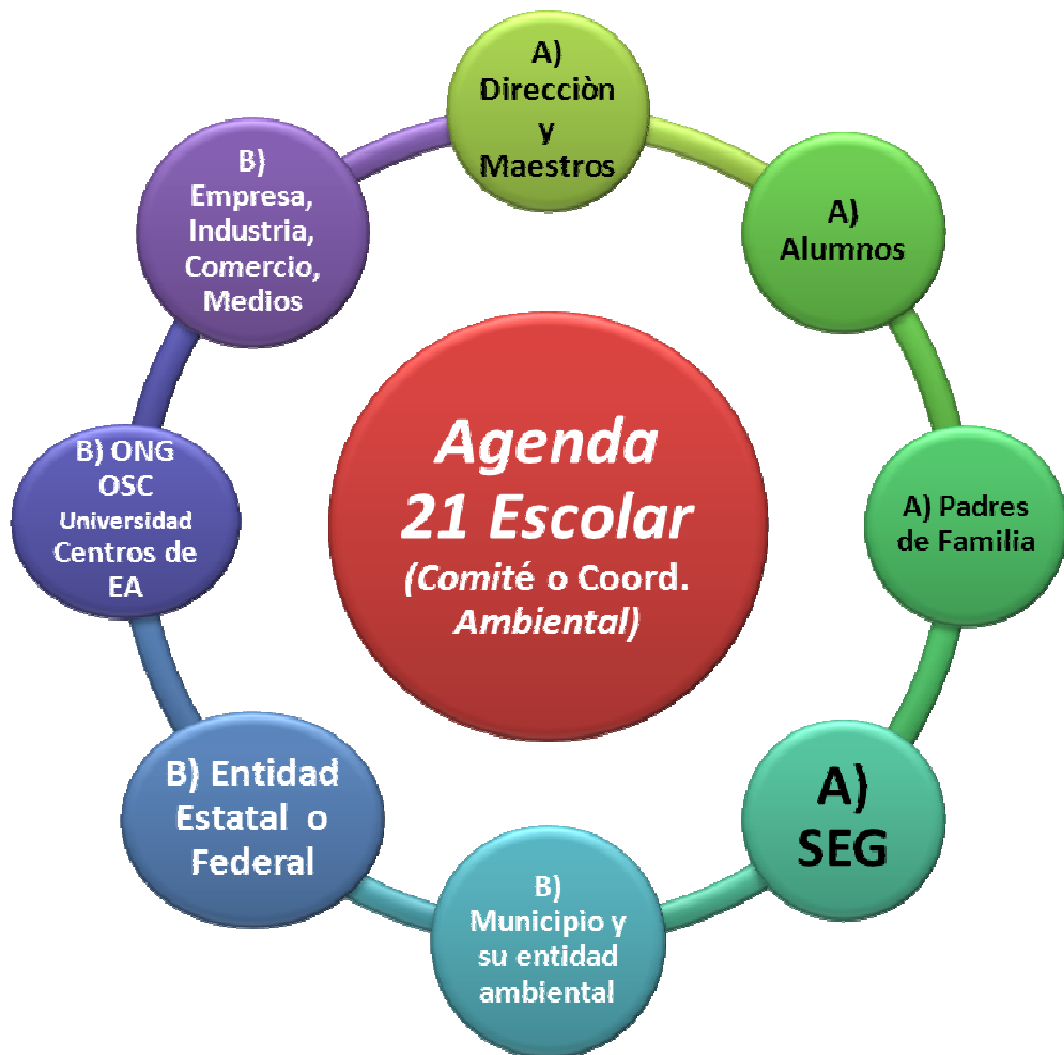 A)
Direcciòn
y
Maestros
A)
Alumnos
A) Padres
de Familia
A)
SEG
B)
Municipio y
su entidad
ambiental
B) Entidad
Estatal o
Federal
B) ONG
OSC
Universidad
Centros de
EA
B)
Empresa,
Industria,
Comercio,
Medios
Agenda
21 Escolar
(Comité o Coord.
Ambiental)